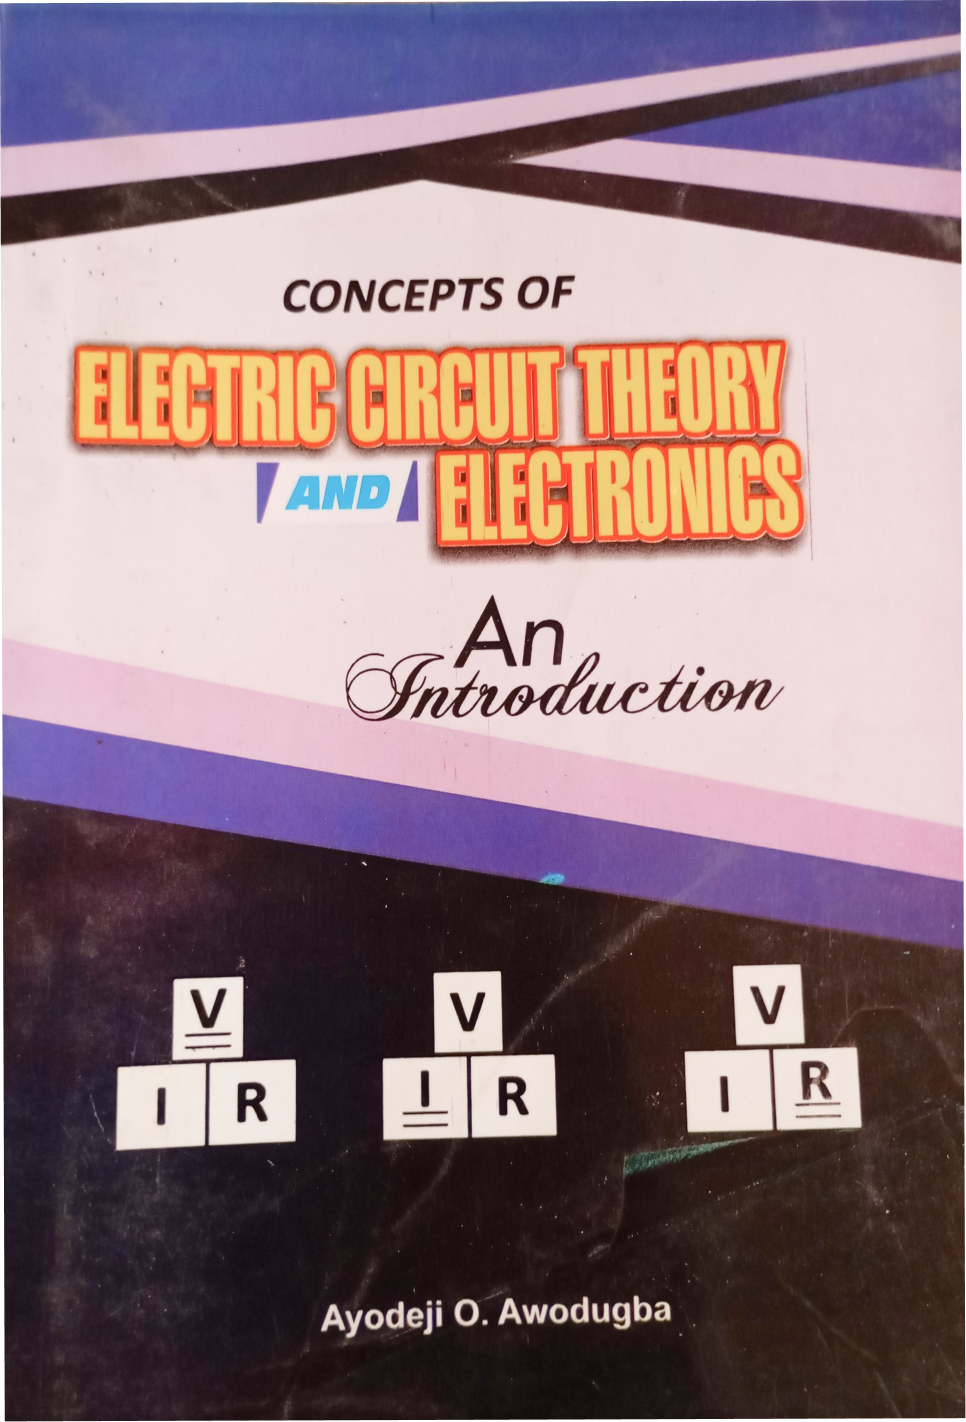 CONCEPTS OF
ELECTRIC CIRCUIT THEORY
AND ELECTRONICS
An
Introduction
V V V
I R I R I R
Ayodeji O. Awodugba